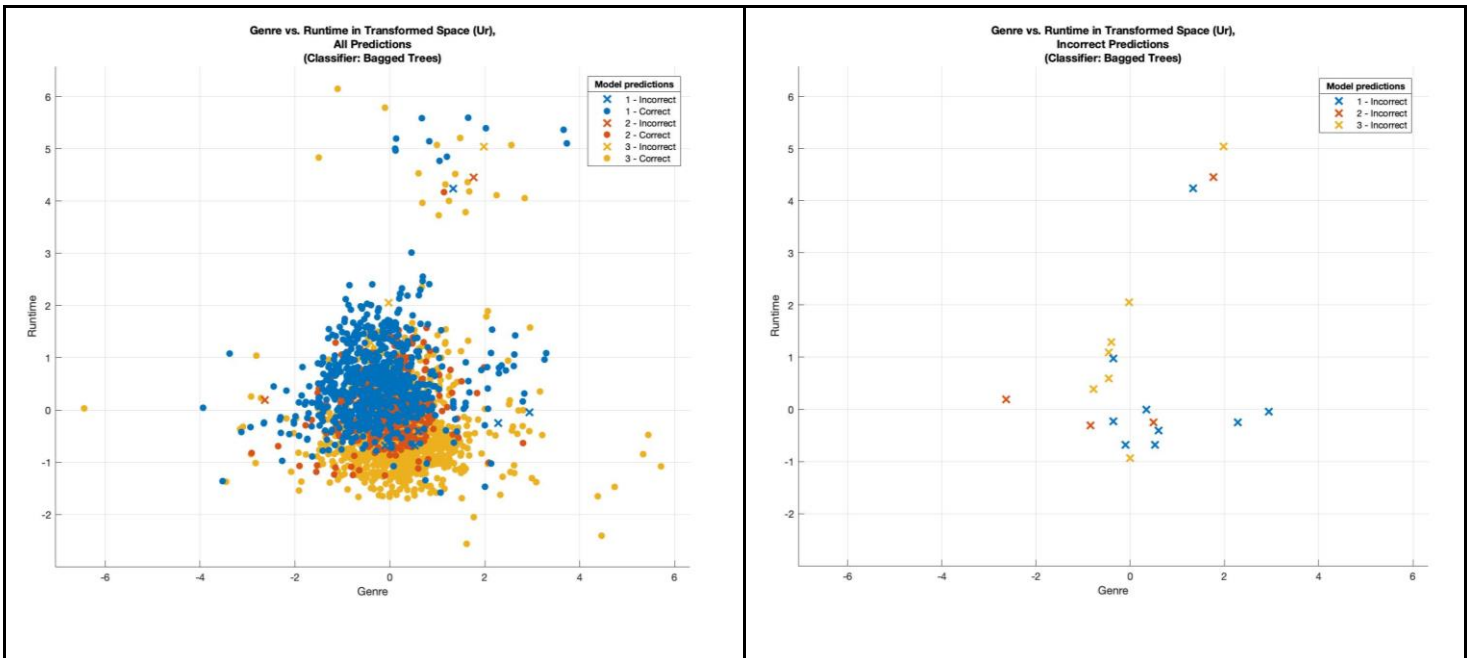 Genre vs. Runtime in Transformed Space (Ur),
All Predictions
(Classifier: Bagged Trees)
Model predictions
1 - Incorrect
1 - Correct
2 - Incorrect
2 - Correct
3 - Incorrect
3 - Correct
6
5
4
3
2
1
0
-1
-2
Runtime
-6 -4 -2 0 2 4 6
Genre
Genre vs. Runtime in Transformed Space (Ur),
Incorrect Predictions
(Classifier: Bagged Trees)
Model predictions
1 - Incorrect
2 - Incorrect
3 - Incorrect
6
5
4
3
2
1
0
-1
-2
Runtime
-6 -4 -2 0 2 4 6
Genre